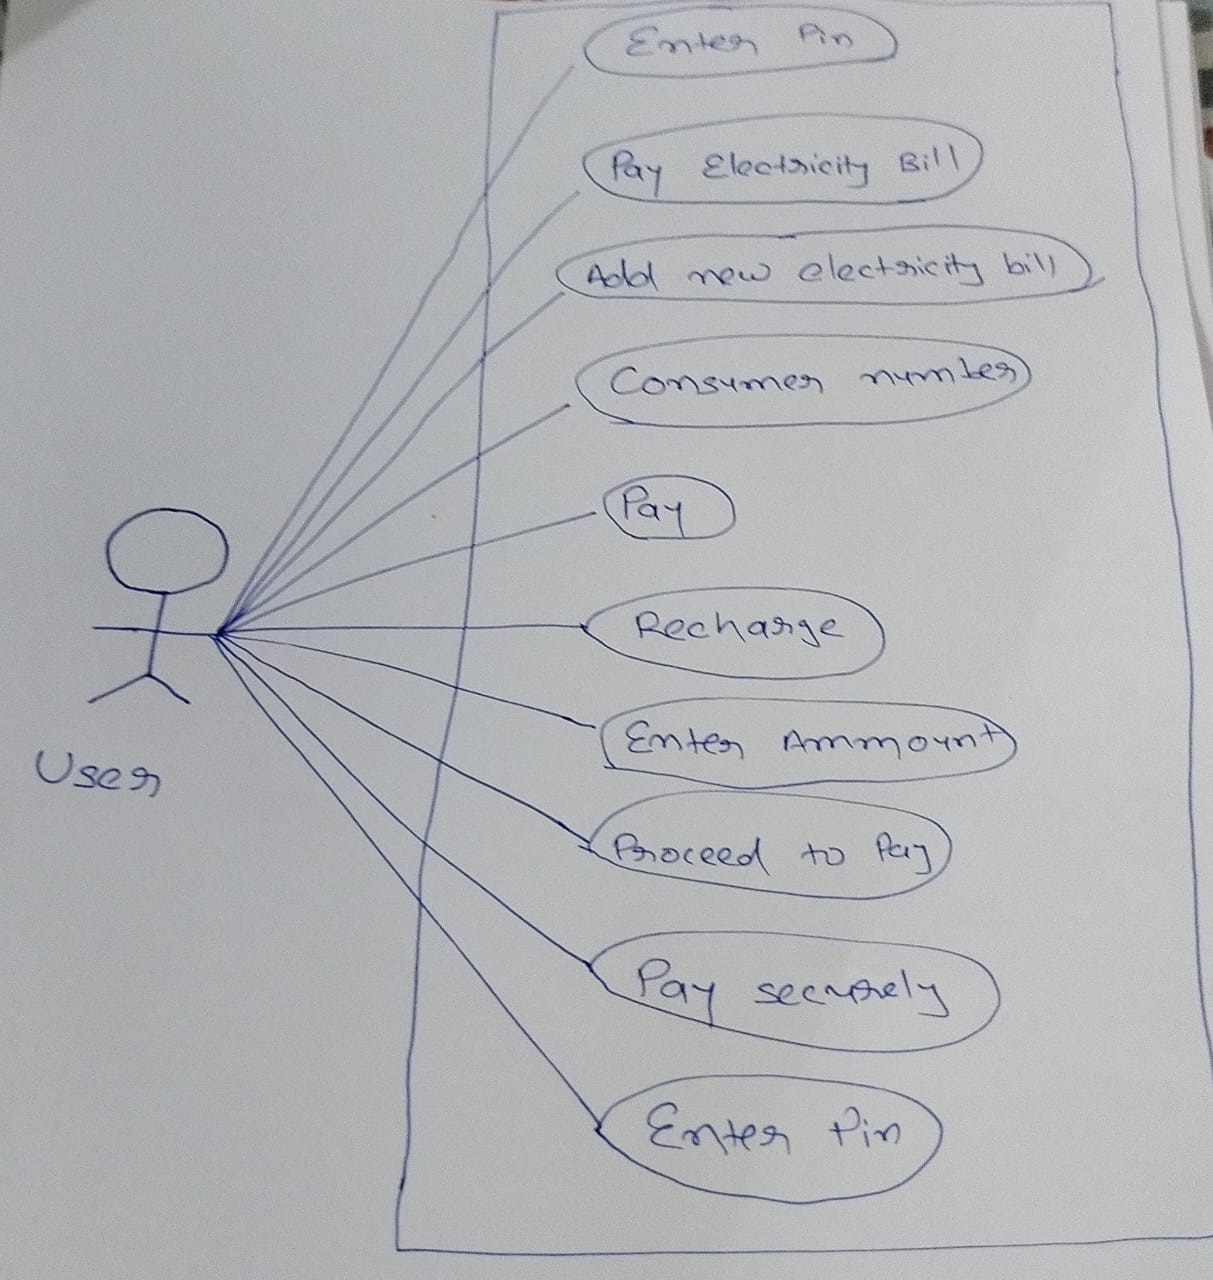 Enter Pin
Pay Electricity Bill
Add new electricity bill
Consumer number
Pay
Recharge
Enter Ammount
User
Proceed to Pay
Pay securely
Enter Pin